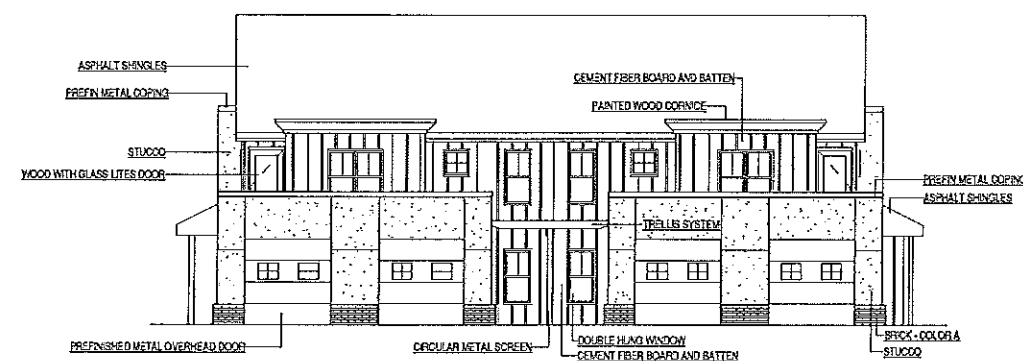 ASPHALT SHINGLES
CEMENT FIBER BOARD AND BATTEN
PREFIN METAL COPING
PAINTED WOOD CORNICE
STUCCO
WOOD WITH GLASS LITES DOOR
PREFIN METAL COPING
ASPHALT SHINGLES
TRELLIS SYSTEM
BRICK - COLOR A
DOUBLE HUNG WINDOW
PREFINISHED METAL OVERHEAD DOOR
CIRCULAR METAL SCREEN
STUCCO
CEMENT FIBER BOARD AND BATTEN